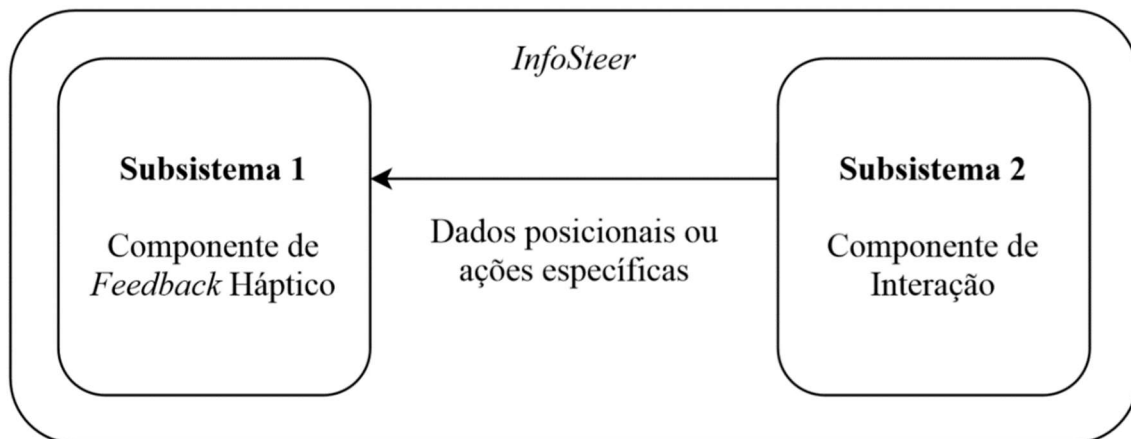 InfoSteer
Subsistema 1
Componente de
Feedback Háptico
Dados posicionais ou
ações específicas
Subsistema 2
Componente de
Interação